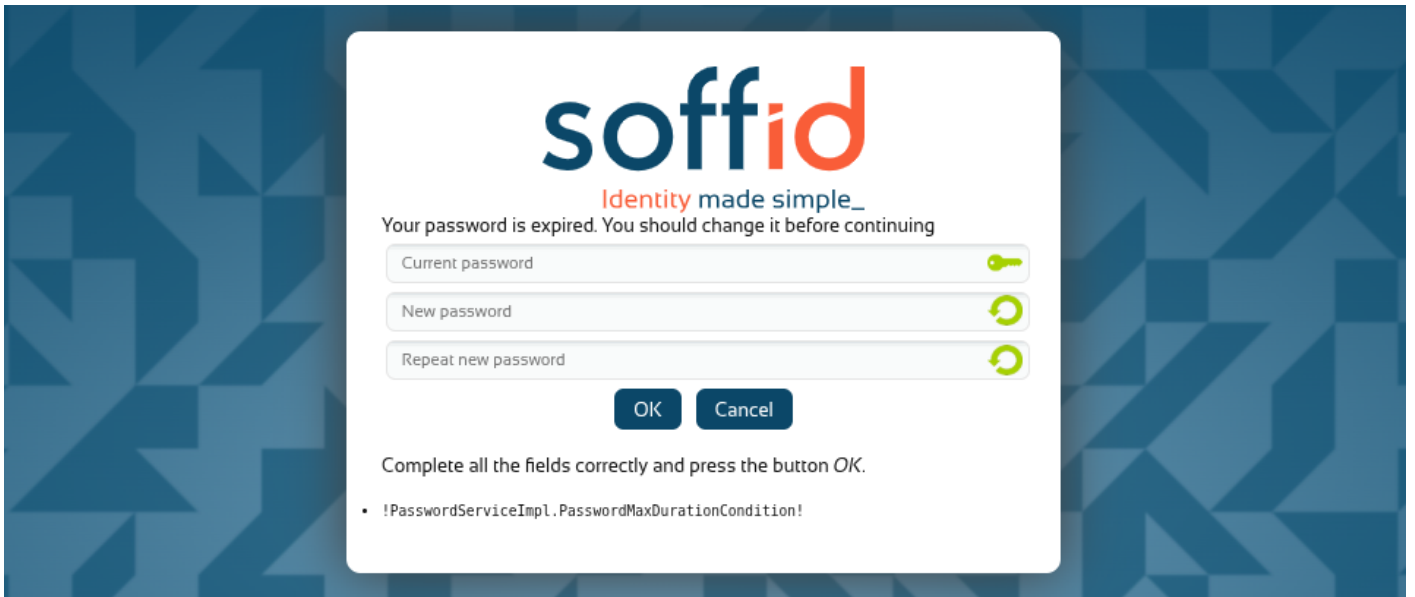 soffid
Identity made simple_
Your password is expired. You should change it before continuing
Current password
New password
Repeat new password
OK Cancel
Complete all the fields correctly and press the button OK.
• !PasswordServiceImpl.PasswordMaxDurationCondition!